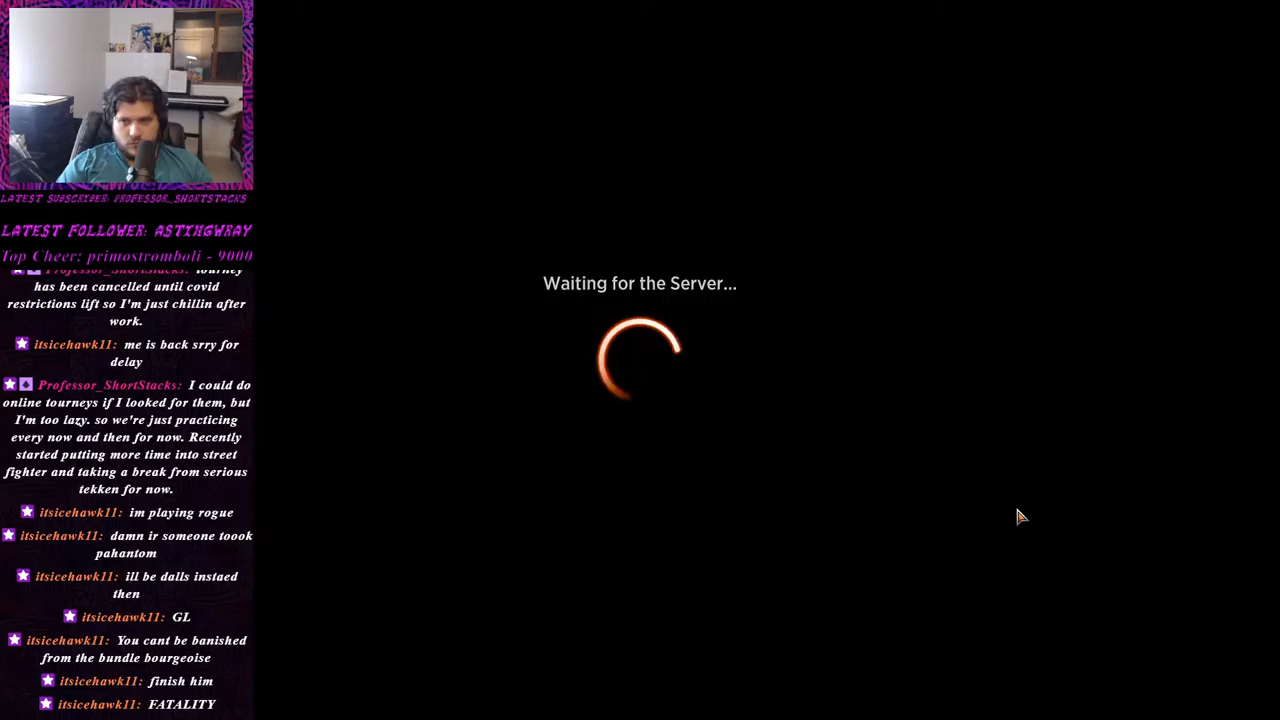 LATEST SUBSCRIBER: PROFESSOR_SHORTSTACKS
LATEST FOLLOWER: ASTINGWRAY
Top Cheer: primostromboli - 9000
Professor_ShortStacks: tourney
has been cancelled until covid
restrictions lift so I'm just chillin after
work.
itsicehawk11: me is back srry for
delay
Professor_ShortStacks: I could do
online tourneys if I looked for them, but
I'm too lazy. so we're just practicing
every now and then for now. Recently
started putting more time into street
fighter and taking a break from serious
tekken for now.
itsicehawk11: im playing rogue
itsicehawk11: damn ir someone toook
pahantom
itsicehawk11: ill be dalls instaed
then
itsicehawk11: GL
itsicehawk11: You cant be banished
from the bundle bourgeoise
itsicehawk11: finish him
itsicehawk11: FATALITY
Waiting for the Server...